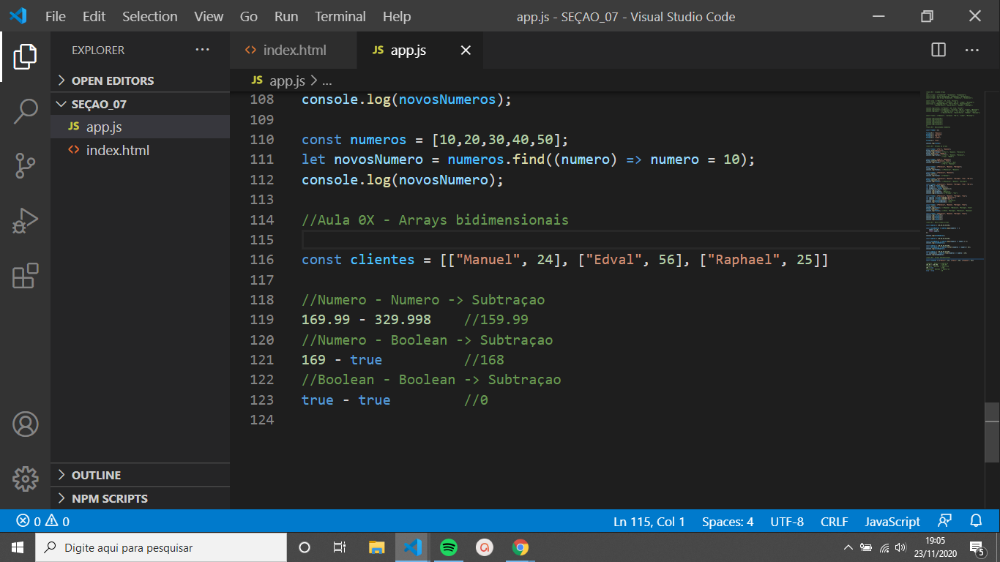 File Edit Selection View Go Run Terminal Help app.js - SEÇAO_07 - Visual Studio Code
EXPLORER
OPEN EDITORS
SEÇAO_07
JS app.js
index.html
OUTLINE
NPM SCRIPTS
index.html JS app.js
JS app.js > ...
108 console.log(novosNumeros);
109
110 const numeros = [10,20,30,40,50];
111 let novosNumero = numeros.find((numero) => numero = 10);
112 console.log(novosNumero);
113
114 //Aula 0X - Arrays bidimensionais
115
116 const clientes = [["Manuel", 24], ["Edval", 56], ["Raphael", 25]]
117
118 //Numero - Numero -> Subtraçao
119 169.99 - 329.998 //159.99
120 //Numero - Boolean -> Subtraçao
121 169 - true //168
122 //Boolean - Boolean -> Subtraçao
123 true - true //0
124
0 0 Ln 115, Col 1 Spaces: 4 UTF-8 CRLF JavaScript
Digite aqui para pesquisar
19:05
23/11/2020
5